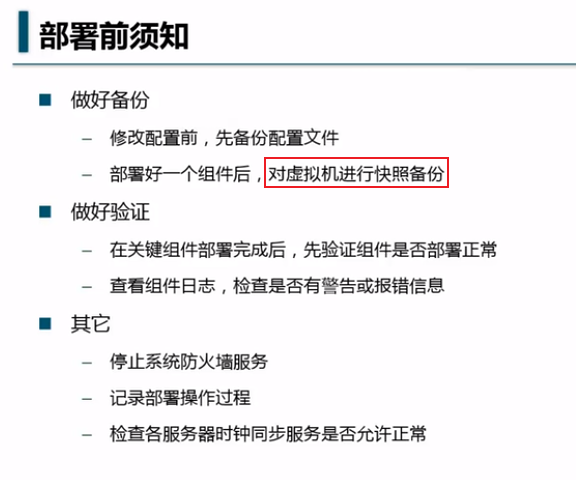 部署前须知
做好备份
– 修改配置前，先备份配置文件
– 部署好一个组件后，对虚拟机进行快照备份
做好验证
– 在关键组件部署完成后，先验证组件是否部署正常
– 查看组件日志，检查是否有警告或报错信息
其它
– 停止系统防火墙服务
– 记录部署操作过程
– 检查各服务器时钟同步服务是否允许正常